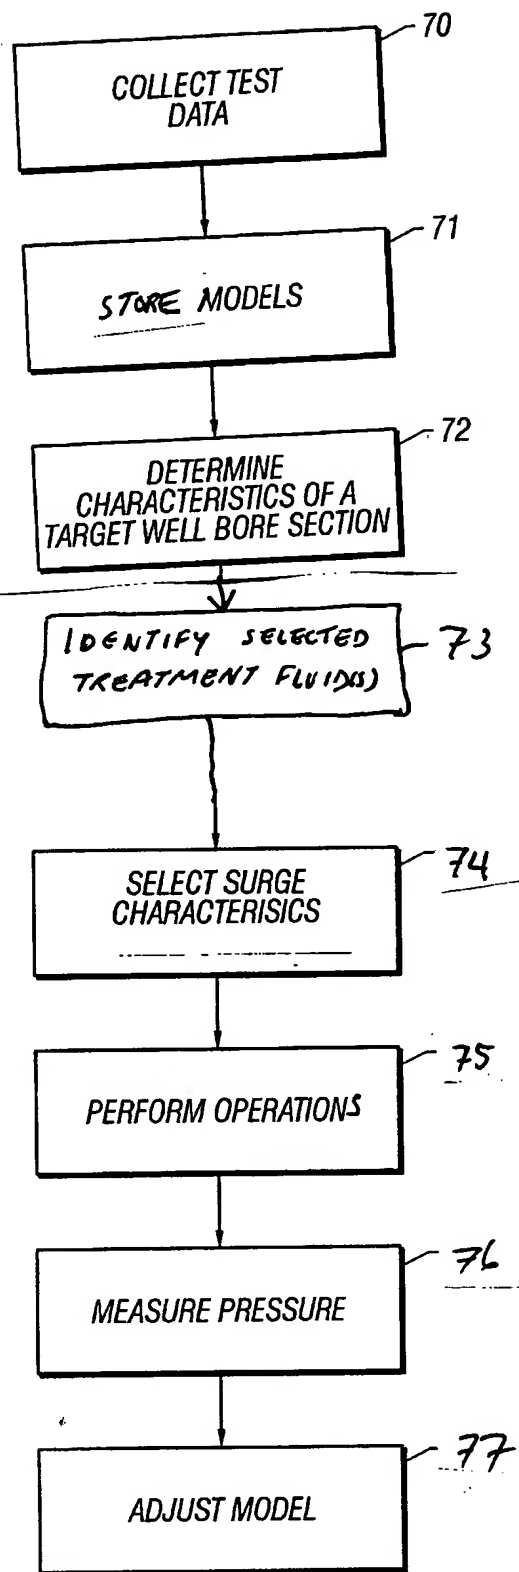 70
COLLECT TEST
DATA
71
STORE MODELS
72
DETERMINE
CHARACTERISTICS OF A
TARGET WELL BORE SECTION
IDENTIFY SELECTED
TREATMENT FLUID(S)
73
74
SELECT SURGE
CHARACTERISICS
75
PERFORM OPERATIONS
76
MEASURE PRESSURE
77
ADJUST MODEL